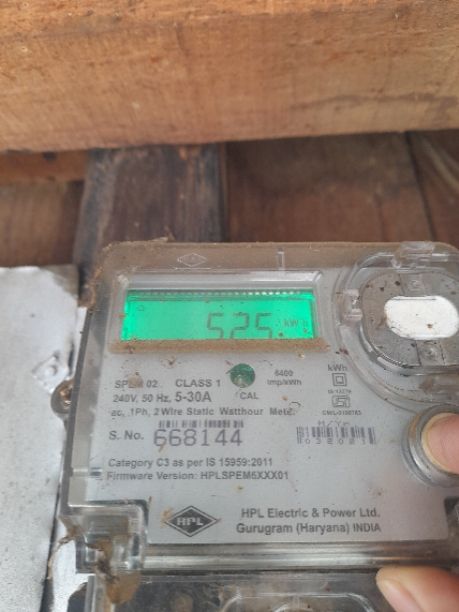 525 kWh
kWh
SPEM 02 CLASS 1
6400
240V, 50 Hz, 5-30A CAL imp/kWh
ac, 1Ph, 2 Wire Static Watthour Meter
S. No. 668144 M/Yr
Category C3 as per IS 15959:2011
Firmware Version: HPLSPEM6XXX01
HPL
HPL Electric & Power Ltd.
Gurugram (Haryana) INDIA